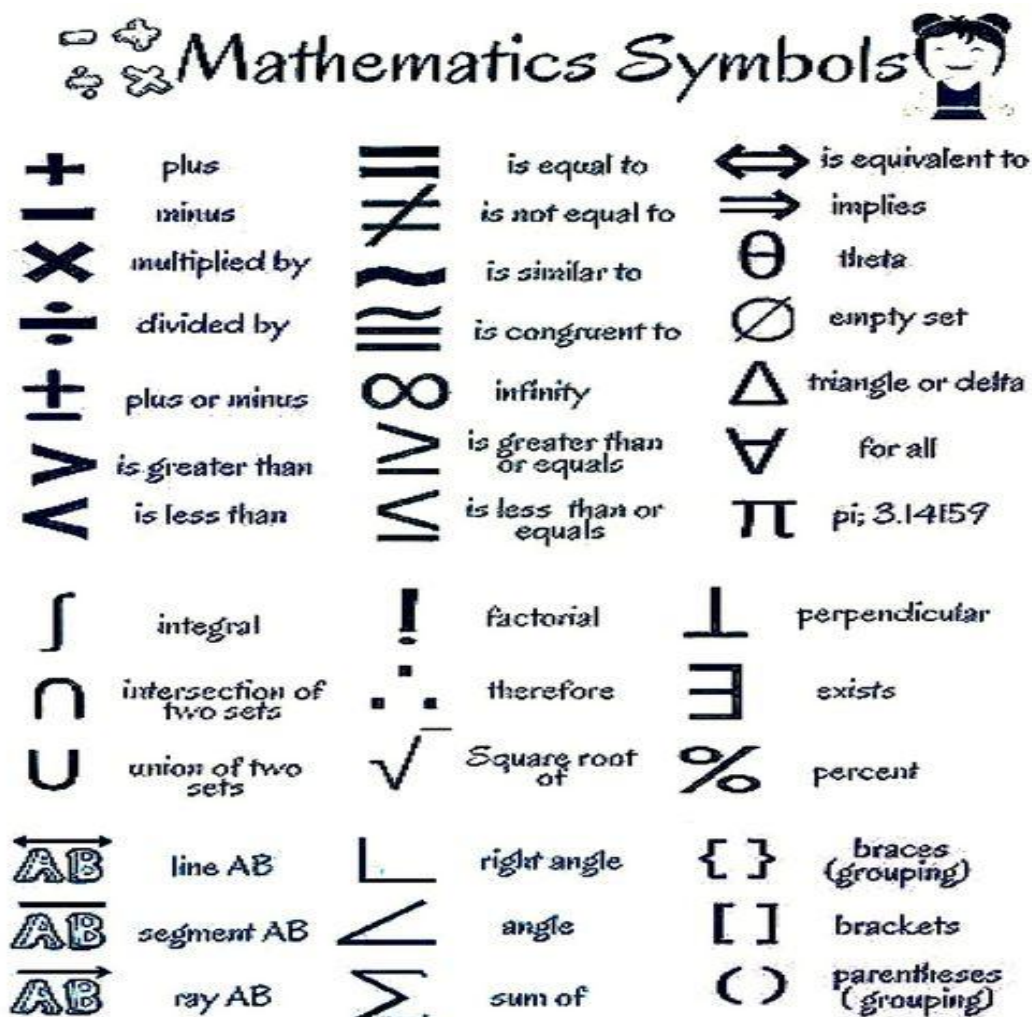 Mathematics Symbols
+ plus = is equal to ⇔ is equivalent to
− minus ≠ is not equal to ⇒ implies
× multiplied by ~ is similar to θ theta
÷ divided by ≅ is congruent to ∅ empty set
± plus or minus ∞ infinity △ triangle or delta
> is greater than ≥ is greater than
or equals ∀ for all
< is less than ≤ is less than or
equals π pi; 3.14159
∫ integral ! factorial ⊥ perpendicular
∩ intersection of
two sets ∴ therefore ∃ exists
∪ union of two
sets √ Square root
of % percent
AB line AB ∟ right angle { } braces
(grouping)
AB segment AB ∠ angle [ ] brackets
AB ray AB ∑ sum of ( ) parentheses
(grouping)